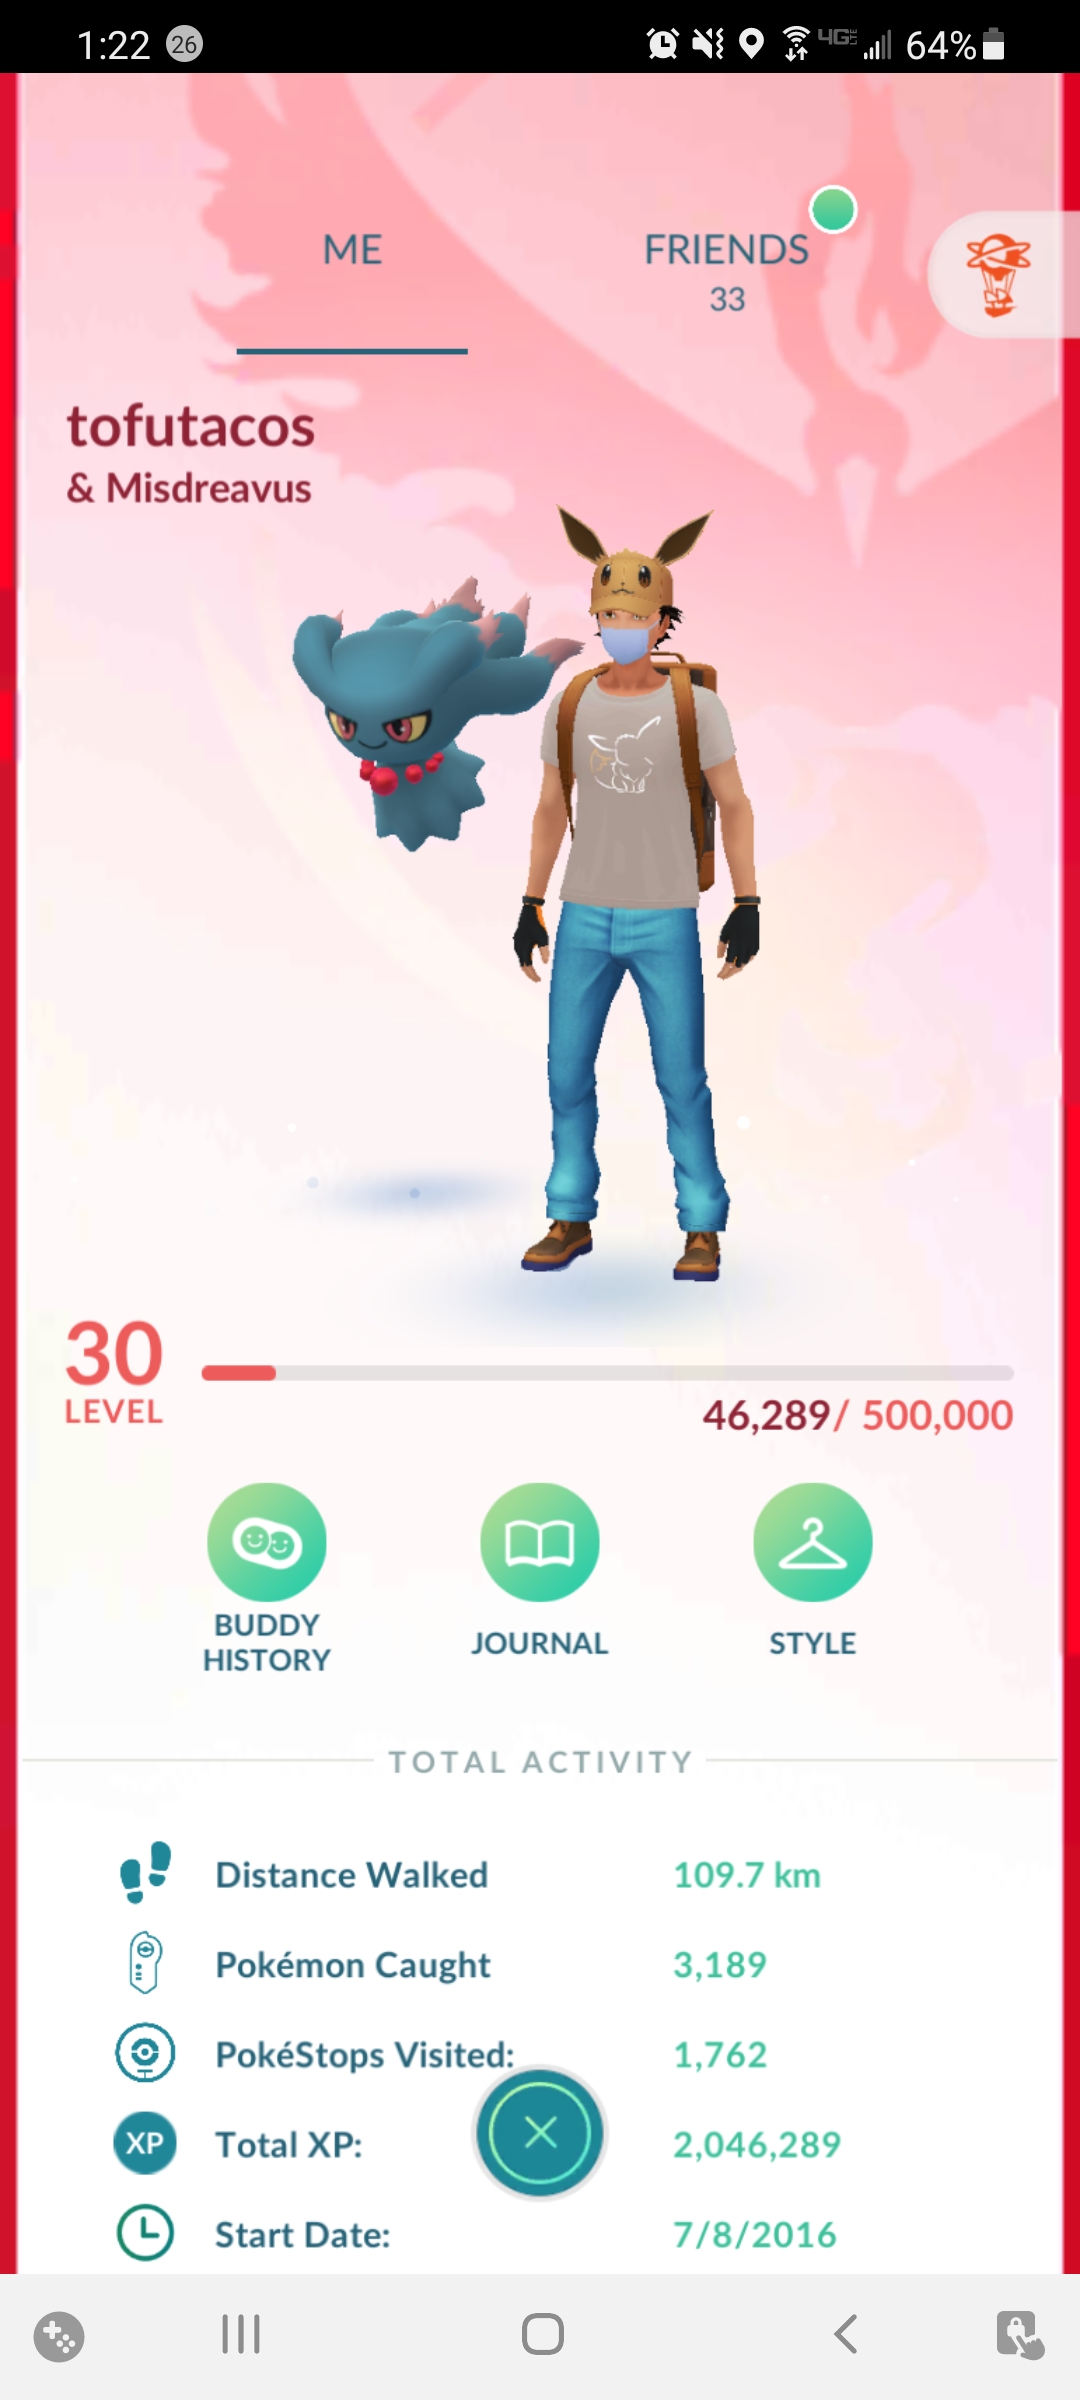 1:22 26 4G LTE 64%
ME
FRIENDS
33
tofutacos
& Misdreavus
30
LEVEL
46,289/ 500,000
BUDDY
HISTORY
JOURNAL
STYLE
TOTAL ACTIVITY
Distance Walked 109.7 km
Pokémon Caught 3,189
PokéStops Visited: 1,762
XP Total XP: 2,046,289
Start Date: 7/8/2016